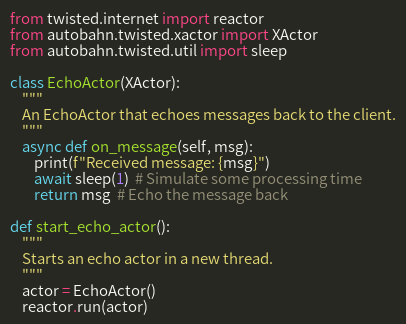 from twisted.internet import reactor
from autobahn.twisted.xactor import XActor
from autobahn.twisted.util import sleep

class EchoActor(XActor):
    """
    An EchoActor that echoes messages back to the client.
    """
    async def on_message(self, msg):
        print(f"Received message: {msg}")
        await sleep(1)  # Simulate some processing time
        return msg  # Echo the message back

def start_echo_actor():
    """
    Starts an echo actor in a new thread.
    """
    actor = EchoActor()
    reactor.run(actor)